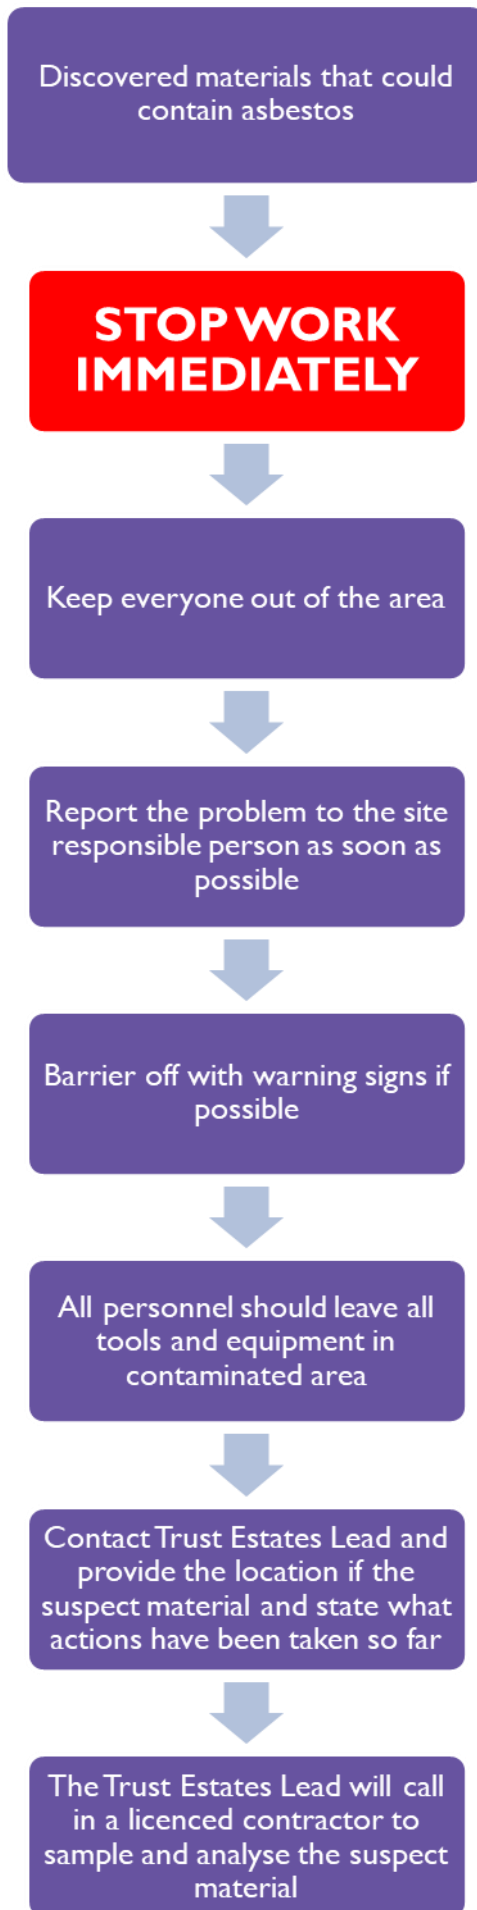 Discovered materials that could
contain asbestos
STOP WORK
IMMEDIATELY
Keep everyone out of the area
Report the problem to the site
responsible person as soon as
possible
Barrier off with warning signs if
possible
All personnel should leave all
tools and equipment in
contaminated area
Contact Trust Estates Lead and
provide the location if the
suspect material and state what
actions have been taken so far
The Trust Estates Lead will call
in a licenced contractor to
sample and analyse the suspect
material